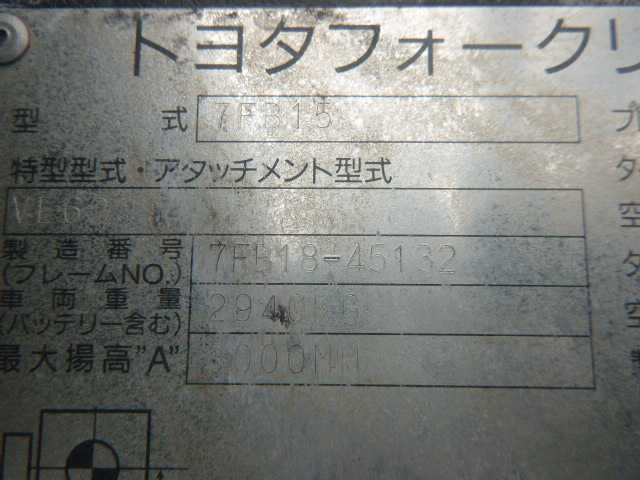 トヨタフォークリ
型 式 7FB15
特型型式・アタッチメント型式
製造番号
(フレームNO.) 7FB18-45132
車両重量
(バッテリー含む) 2940KG
最大揚高"A" 3000MM